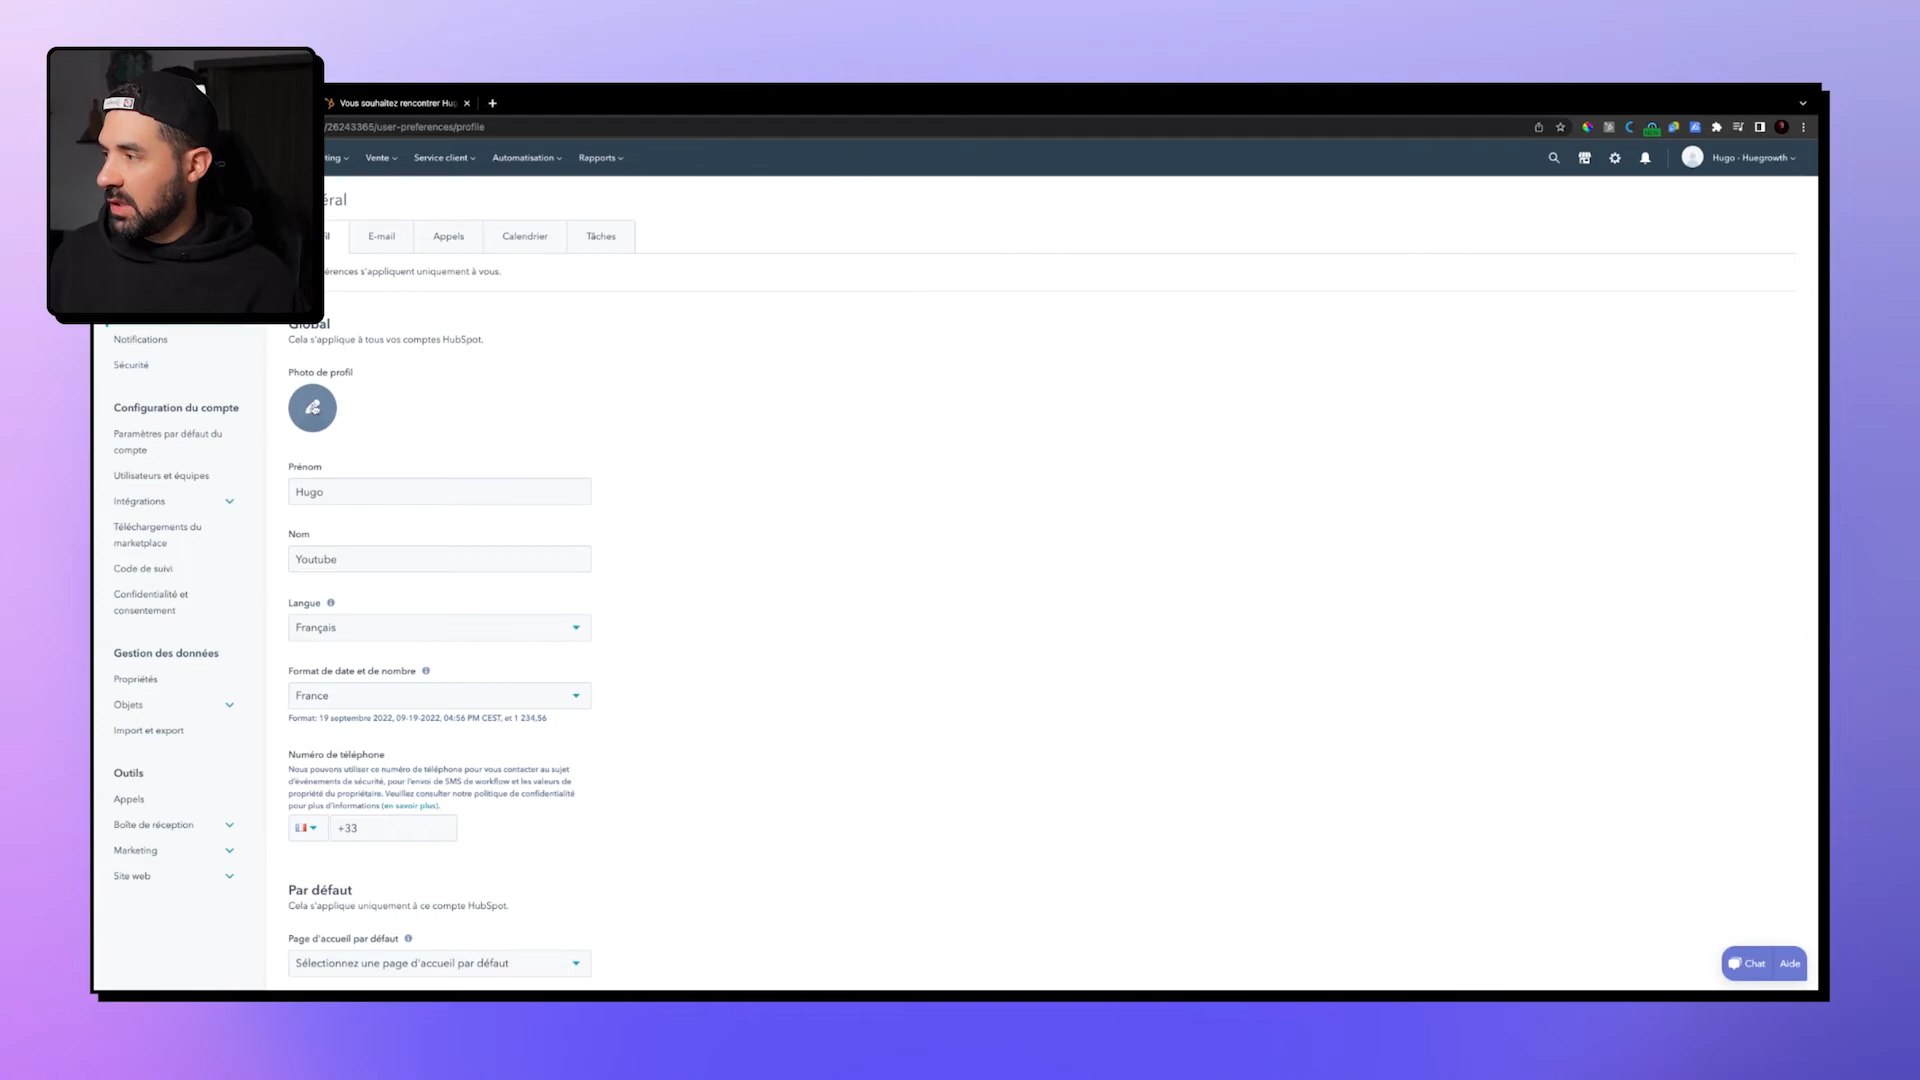 Vous souhaitez rencontrer Hug
/26243365/user-preferences/profile
ting
Vente
Service client
Automatisation
Rapports
Hugo - Huegrowth
éral
il
E-mail
Appels
Calendrier
Tâches
érences s'appliquent uniquement à vous.
Notifications
Sécurité
Configuration du compte
Paramètres par défaut du
compte
Utilisateurs et équipes
Intégrations
Téléchargements du
marketplace
Code de suivi
Confidentialité et
consentement
Gestion des données
Propriétés
Objets
Import et export
Outils
Appels
Boîte de réception
Marketing
Site web
Global
Cela s'applique à tous vos comptes HubSpot.
Photo de profil
Prénom
Hugo
Nom
Youtube
Langue
Français
Format de date et de nombre
France
Format: 19 septembre 2022, 09-19-2022, 04:56 PM CEST, et 1 234,56
Numéro de téléphone
Nous pouvons utiliser ce numéro de téléphone pour vous contacter au sujet
d'événements de sécurité, pour l'envoi de SMS de workflow et les valeurs de
propriété du propriétaire. Veuillez consulter notre politique de confidentialité
pour plus d'informations (en savoir plus).
+33
Par défaut
Cela s'applique uniquement à ce compte HubSpot.
Page d'accueil par défaut
Sélectionnez une page d'accueil par défaut
Chat
Aide